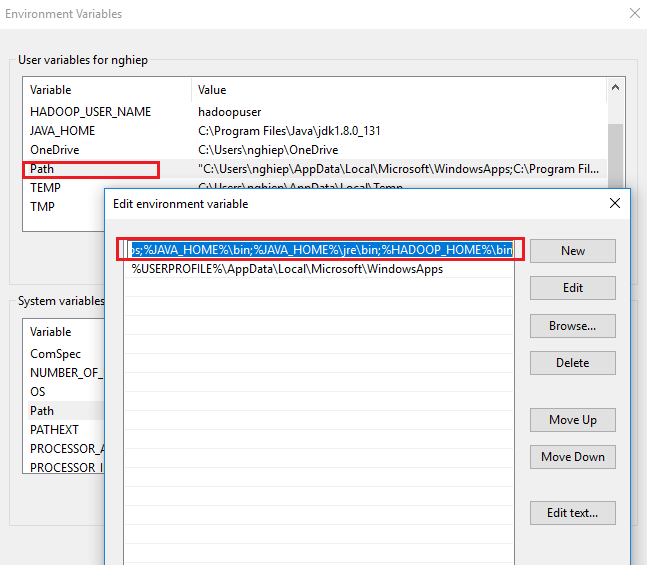 Environment Variables
User variables for nghiep
Variable Value
HADOOP_USER_NAME hadoopuser
JAVA_HOME C:\Program Files\Java\jdk1.8.0_131
OneDrive C:\Users\nghiep\OneDrive
Path "C:\Users\nghiep\AppData\Local\Microsoft\WindowsApps;C:\Program Fil...
TEMP C:\Users\nghiep\AppData\Local\Temp
TMP
Edit environment variable
ps;%JAVA_HOME%\bin;%JAVA_HOME%\jre\bin;%HADOOP_HOME%\bin
%USERPROFILE%\AppData\Local\Microsoft\WindowsApps
New
Edit
Browse...
Delete
Move Up
Move Down
Edit text...
System variables
Variable
ComSpec
NUMBER_OF_
OS
Path
PATHEXT
PROCESSOR_A
PROCESSOR_I